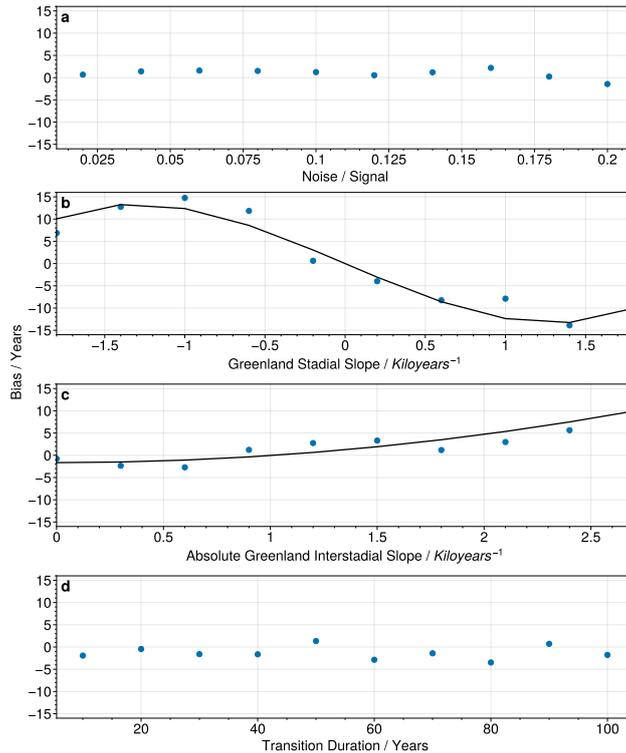 a
15
10
5
0
−5
−10
−15
0.025 0.05 0.075 0.1 0.125 0.15 0.175 0.2
Noise / Signal
b
15
10
5
0
−5
−10
−15
−1.5 −1 −0.5 0 0.5 1 1.5
Greenland Stadial Slope / Kiloyears⁻¹
Bias / Years
c
15
10
5
0
−5
−10
−15
0 0.5 1 1.5 2 2.5
Absolute Greenland Interstadial Slope / Kiloyears⁻¹
d
15
10
5
0
−5
−10
−15
20 40 60 80 100
Transition Duration / Years